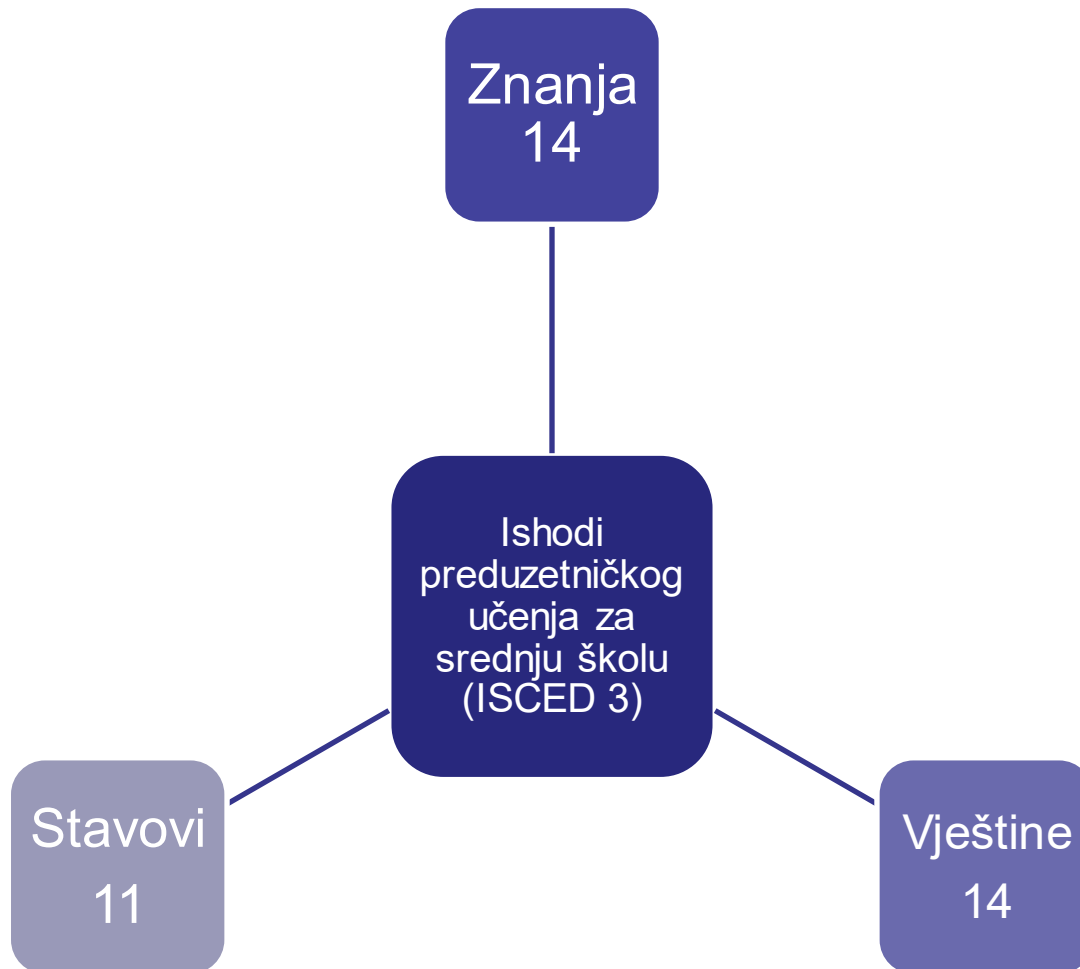 Znanja
14
Ishodi
preduzetničkog
učenja za
srednju školu
(ISCED 3)
Stavovi
11
Vještine
14